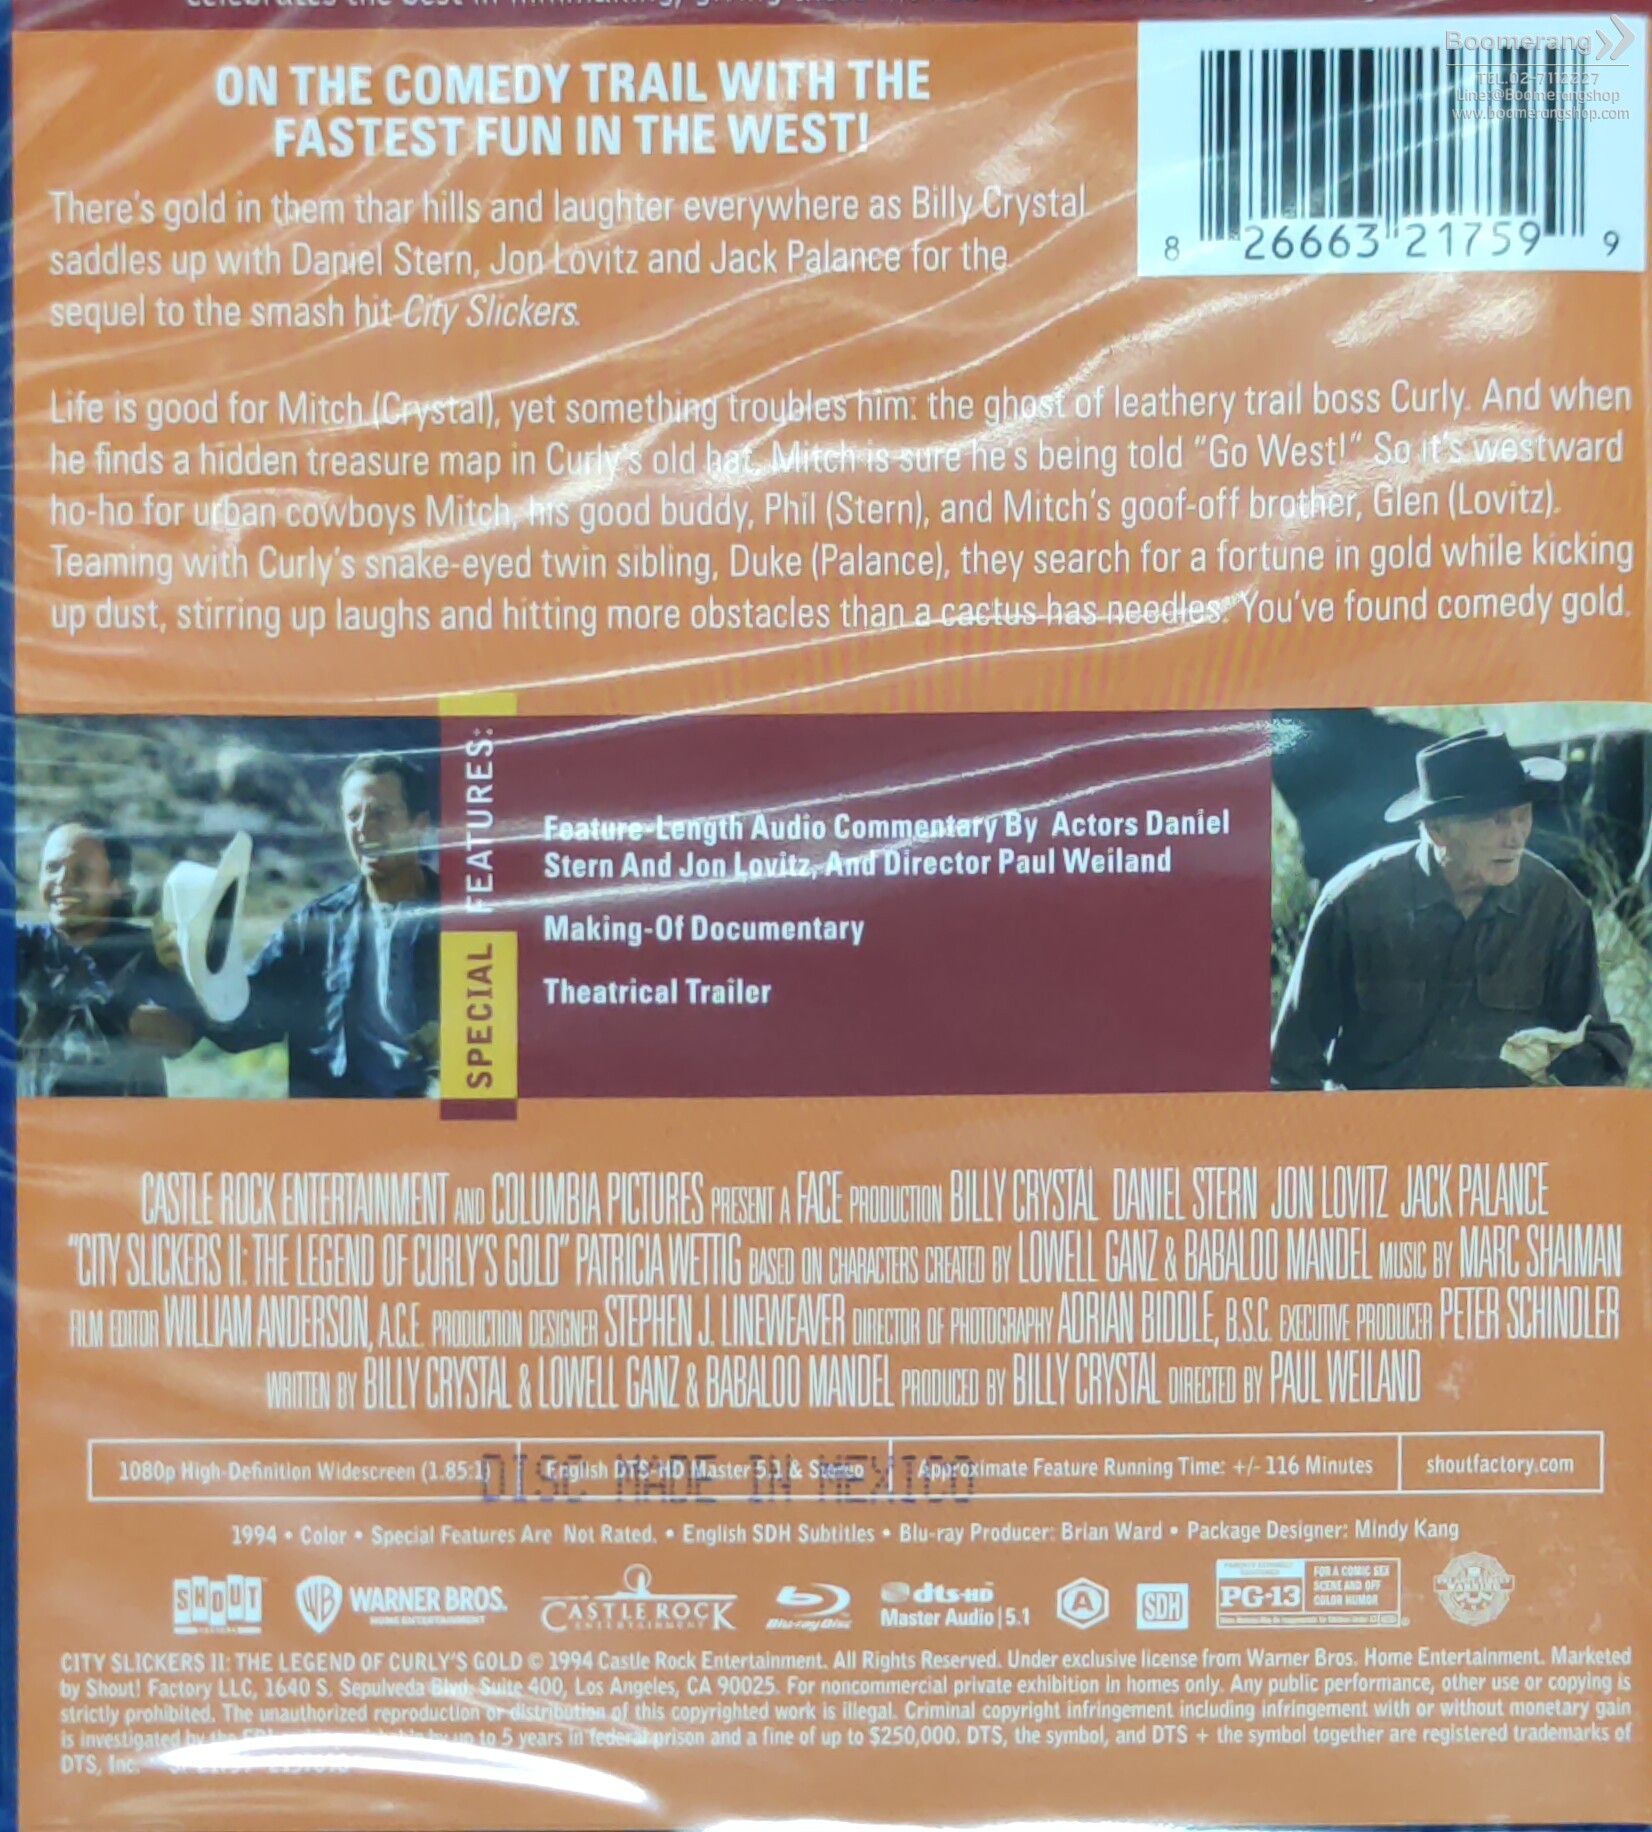 ON THE COMEDY TRAIL WITH THE
FASTEST FUN IN THE WEST!
Boomerang
TEL.02-7112227
Line:@Boomerangshop
www.boomerangshop.com
8 26663 21759 9
There's gold in them thar hills and laughter everywhere as Billy Crystal
saddles up with Daniel Stern, Jon Lovitz and Jack Palance for the
sequel to the smash hit City Slickers.
Life is good for Mitch (Crystal), yet something troubles him: the ghost of leathery trail boss Curly. And when
he finds a hidden treasure map in Curly's old hat, Mitch is sure he's being told "Go West!" So it's westward
ho-ho for urban cowboys Mitch, his good buddy, Phil (Stern), and Mitch's goof-off brother, Glen (Lovitz).
Teaming with Curly's snake-eyed twin sibling, Duke (Palance), they search for a fortune in gold while kicking
up dust, stirring up laughs and hitting more obstacles than a cactus has needles. You've found comedy gold.
SPECIAL FEATURES:
Feature-Length Audio Commentary By Actors Daniel
Stern And Jon Lovitz, And Director Paul Weiland
Making-Of Documentary
Theatrical Trailer
CASTLE ROCK ENTERTAINMENT AND COLUMBIA PICTURES PRESENT A FACE PRODUCTION BILLY CRYSTAL DANIEL STERN JON LOVITZ JACK PALANCE
"CITY SLICKERS II: THE LEGEND OF CURLY'S GOLD" PATRICIA WETTIG BASED ON CHARACTERS CREATED BY LOWELL GANZ & BABALOO MANDEL MUSIC BY MARC SHAIMAN
FILM EDITOR WILLIAM ANDERSON, A.C.E. PRODUCTION DESIGNER STEPHEN J. LINEWEAVER DIRECTOR OF PHOTOGRAPHY ADRIAN BIDDLE, B.S.C. EXECUTIVE PRODUCER PETER SCHINDLER
WRITTEN BY BILLY CRYSTAL & LOWELL GANZ & BABALOO MANDEL PRODUCED BY BILLY CRYSTAL DIRECTED BY PAUL WEILAND
1080p High-Definition Widescreen (1.85:1) English DTS-HD Master 5.1 & Stereo Approximate Feature Running Time: +/- 116 Minutes shoutfactory.com
DISC MADE IN MEXICO
1994 • Color • Special Features Are Not Rated. • English SDH Subtitles • Blu-ray Producer: Brian Ward • Package Designer: Mindy Kang
SHOUT WB WARNER BROS. HOME ENTERTAINMENT CASTLE ROCK ENTERTAINMENT Blu-ray Disc dts-HD Master Audio | 5.1 A SDH PG-13 FOR A COMIC SEX SCENE AND OFF COLOR HUMOR
CITY SLICKERS II: THE LEGEND OF CURLY'S GOLD © 1994 Castle Rock Entertainment. All Rights Reserved. Under exclusive license from Warner Bros. Home Entertainment. Marketed
by Shout! Factory LLC, 1640 S. Sepulveda Blvd. Suite 400, Los Angeles, CA 90025. For noncommercial private exhibition in homes only. Any public performance, other use or copying is
strictly prohibited. The unauthorized reproduction or distribution of this copyrighted work is illegal. Criminal copyright infringement including infringement with or without monetary gain
is investigated by the up to 5 years in federal prison and a fine of up to $250,000. DTS, the symbol, and DTS + the symbol together are registered trademarks of
DTS, Inc.